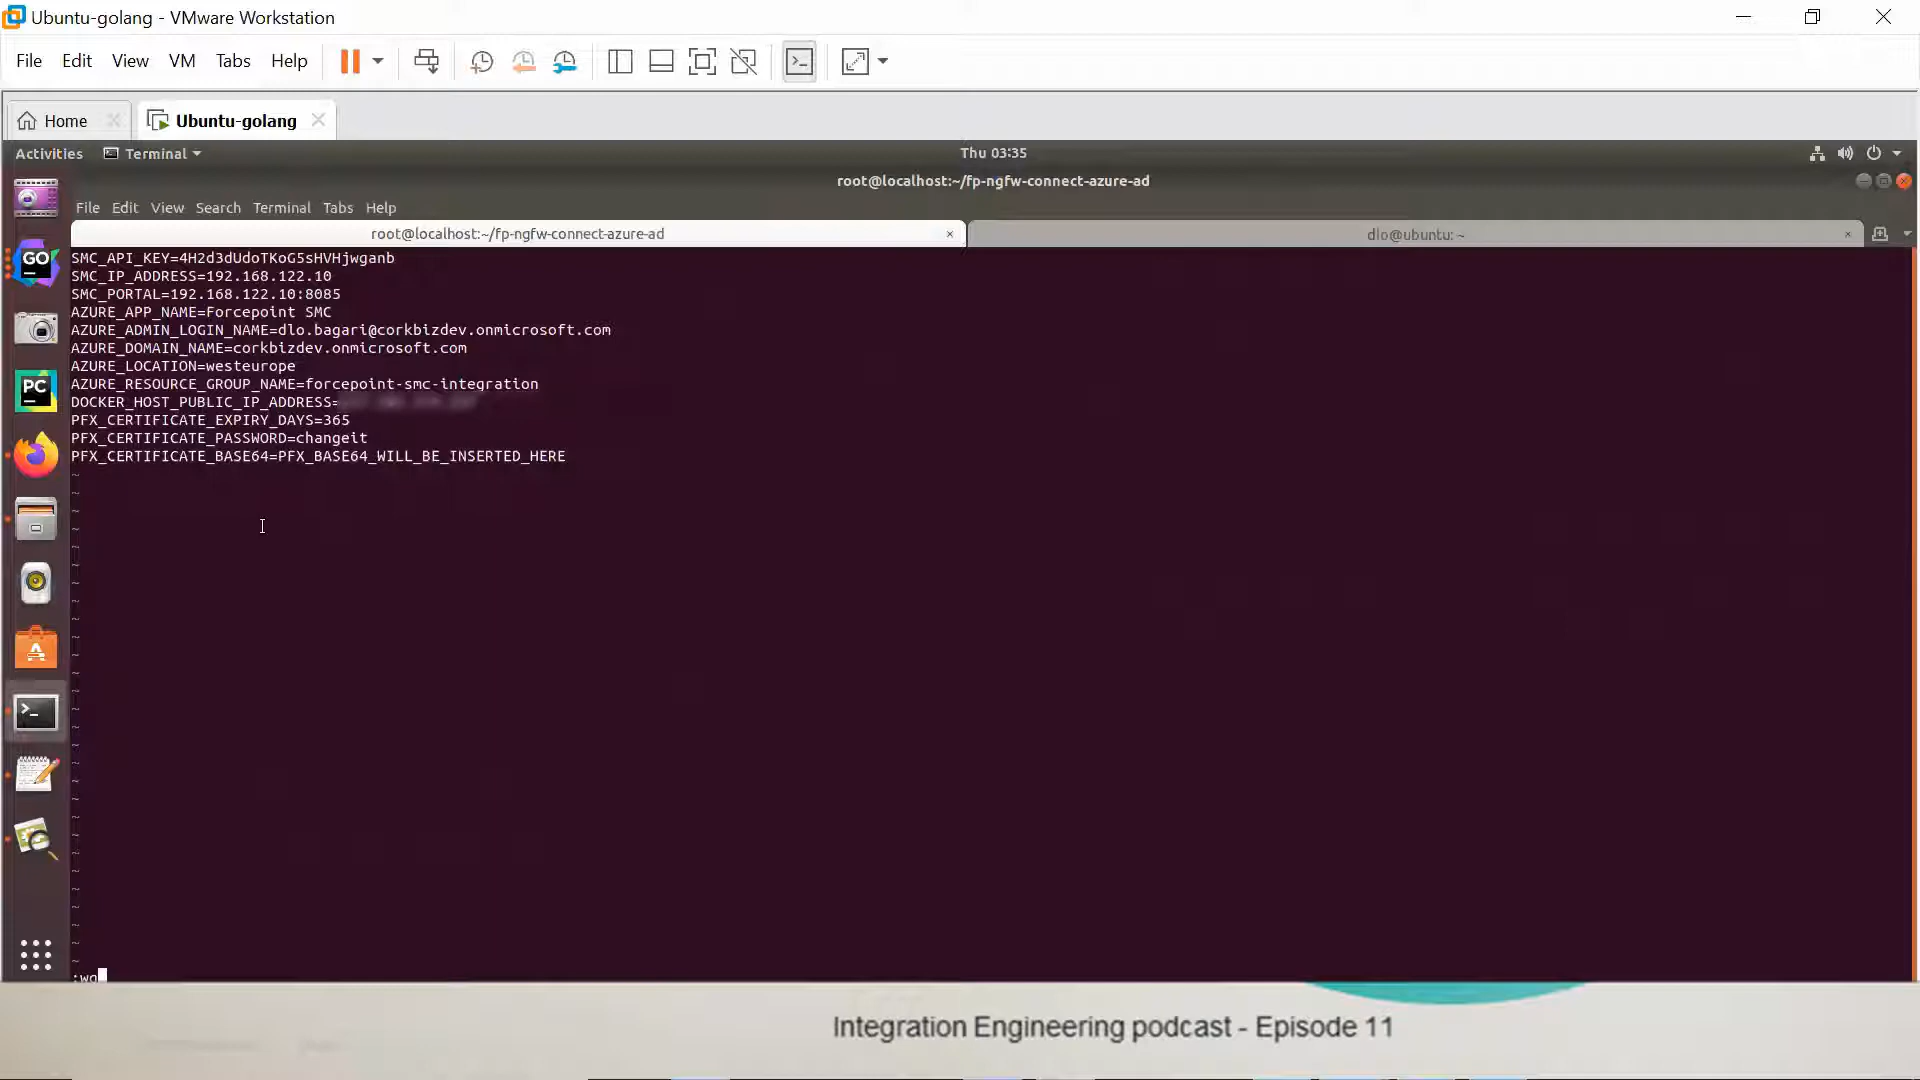 Ubuntu-golang - VMware Workstation
File Edit View VM Tabs Help
Home Ubuntu-golang
Activities Terminal Thu 03:35
root@localhost:~/fp-ngfw-connect-azure-ad
File Edit View Search Terminal Tabs Help
root@localhost:~/fp-ngfw-connect-azure-ad dlo@ubuntu: ~
SMC_API_KEY=4H2d3dUdoTKoG5sHVHjwganb
SMC_IP_ADDRESS=192.168.122.10
SMC_PORTAL=192.168.122.10:8085
AZURE_APP_NAME=Forcepoint SMC
AZURE_ADMIN_LOGIN_NAME=dlo.bagari@corkbizdev.onmicrosoft.com
AZURE_DOMAIN_NAME=corkbizdev.onmicrosoft.com
AZURE_LOCATION=westeurope
AZURE_RESOURCE_GROUP_NAME=forcepoint-smc-integration
DOCKER_HOST_PUBLIC_IP_ADDRESS=
PFX_CERTIFICATE_EXPIRY_DAYS=365
PFX_CERTIFICATE_PASSWORD=changeit
PFX_CERTIFICATE_BASE64=PFX_BASE64_WILL_BE_INSERTED_HERE
:wq
GO
PC
Integration Engineering podcast - Episode 11